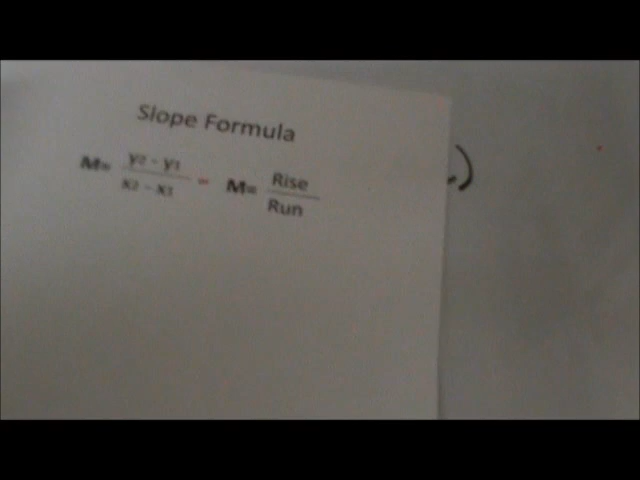 Slope Formula
M= y2 - y1 / x2 - x1 - M= Rise / Run
)